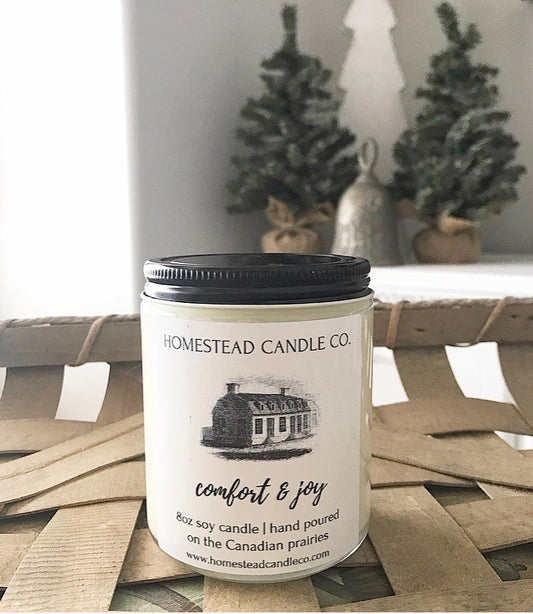 HOMESTEAD CANDLE CO.
comfort & joy
8oz soy candle | hand poured
on the Canadian prairies
www.homesteadcandleco.com